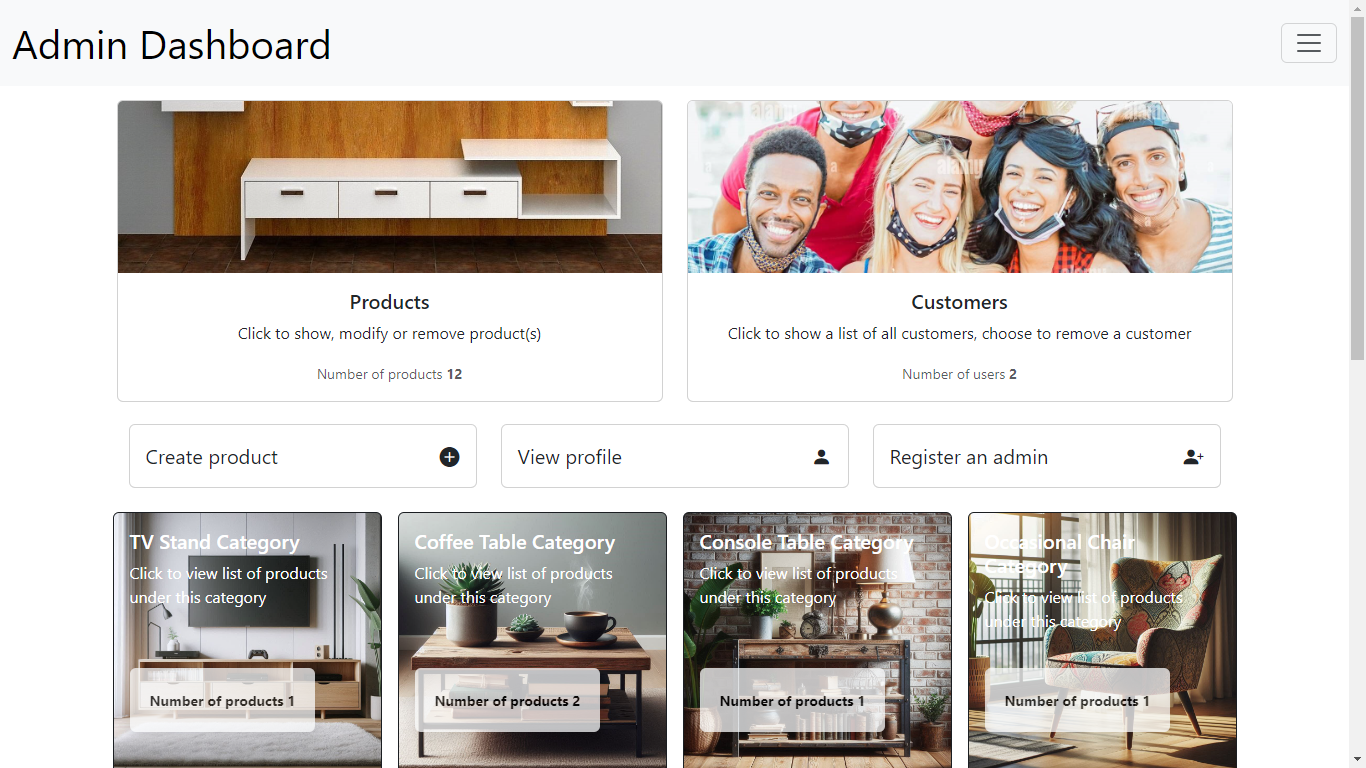 Admin Dashboard
alamy
a
a
alamy
Products
Click to show, modify or remove product(s)
Number of products 12
Customers
Click to show a list of all customers, choose to remove a customer
Number of users 2
Create product
View profile
Register an admin
TV Stand Category
Click to view list of products
under this category
Number of products 1
Coffee Table Category
Click to view list of products
under this category
Number of products 2
Console Table Category
Click to view list of products
under this category
Number of products 1
Occasional Chair
Category
Click to view list of products
under this category
Number of products 1